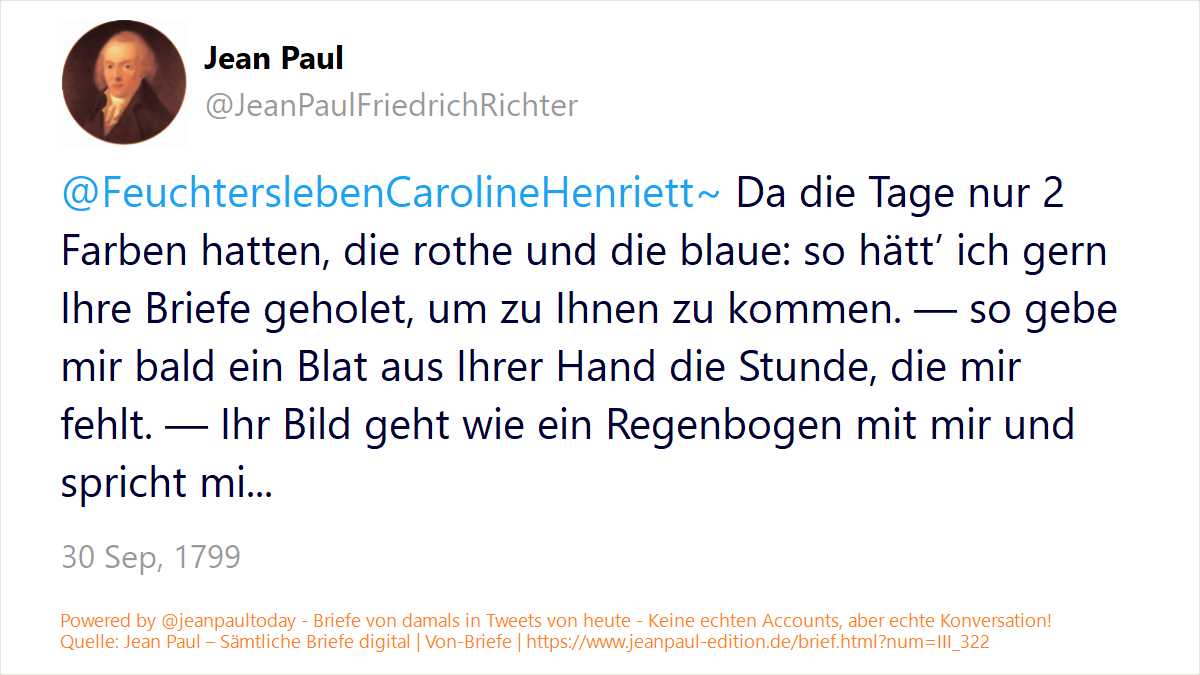 Jean Paul
@JeanPaulFriedrichRichter
@FeuchterslebenCarolineHenriett~ Da die Tage nur 2
Farben hatten, die rothe und die blaue: so hätt’ ich gern
Ihre Briefe geholet, um zu Ihnen zu kommen. — so gebe
mir bald ein Blat aus Ihrer Hand die Stunde, die mir
fehlt. — Ihr Bild geht wie ein Regenbogen mit mir und
spricht mi...
30 Sep, 1799
Powered by @jeanpaultoday - Briefe von damals in Tweets von heute - Keine echten Accounts, aber echte Konversation!
Quelle: Jean Paul – Sämtliche Briefe digital | Von-Briefe | https://www.jeanpaul-edition.de/brief.html?num=III_322